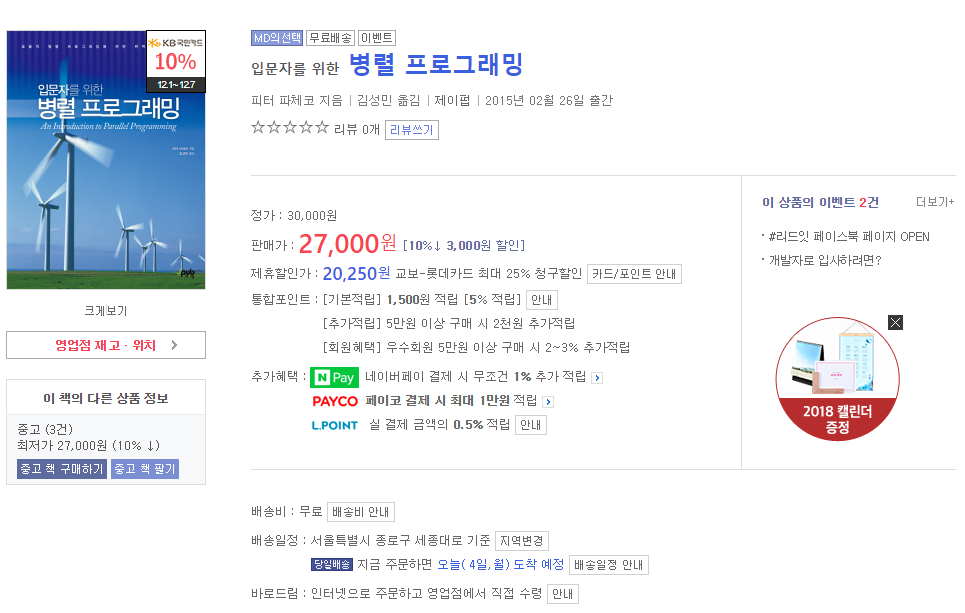 KB국민카드
10%
12.1~12.7
입문자를 위한
병렬 프로그래밍
An Introduction to Parallel Programming
크게보기
영업점 재고 · 위치
이 책의 다른 상품 정보
중고 (3건)
최저가 27,000원 (10% ↓)
중고 책 구매하기 중고 책 팔기
MD의선택 무료배송 이벤트
입문자를 위한 병렬 프로그래밍
피터 파체코 지음 | 김성민 옮김 | 제이펍 | 2015년 02월 26일 출간
☆☆☆☆☆ 리뷰 0개 리뷰쓰기
정가 : 30,000원
판매가 : 27,000원 [10%↓ 3,000원 할인]
제휴할인가 : 20,250원 교보-롯데카드 최대 25% 청구할인 카드/포인트 안내
통합포인트 : [기본적립] 1,500원 적립 [5% 적립] 안내
[추가적립] 5만원 이상 구매 시 2천원 추가적립
[회원혜택] 우수회원 5만원 이상 구매 시 2~3% 추가적립
추가혜택 : N Pay 네이버페이 결제 시 무조건 1% 추가 적립
PAYCO 페이코 결제 시 최대 1만원 적립
L.POINT 실 결제 금액의 0.5% 적립 안내
이 상품의 이벤트 2건 더보기+
· #리드잇 페이스북 페이지 OPEN
· 개발자로 입사하려면?
2018 캘린더
증정
배송비 : 무료 배송비 안내
배송일정 : 서울특별시 종로구 세종대로 기준 지역변경
당일배송 지금 주문하면 오늘( 4일,월) 도착 예정 배송일정 안내
바로드림 : 인터넷으로 주문하고 영업점에서 직접 수령 안내